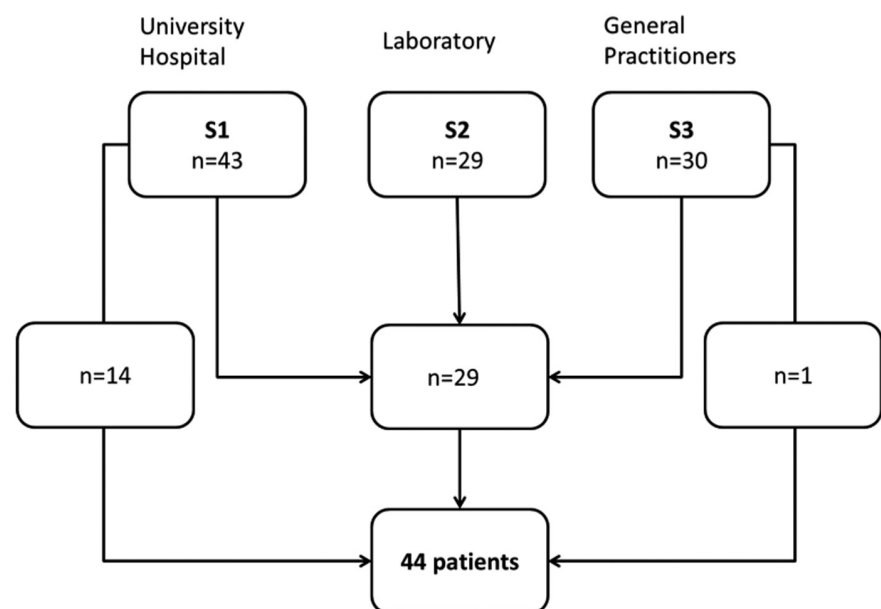 University
Hospital
Laboratory
General
Practitioners
S1
n=43
S2
n=29
S3
n=30
n=14
n=29
n=1
44 patients